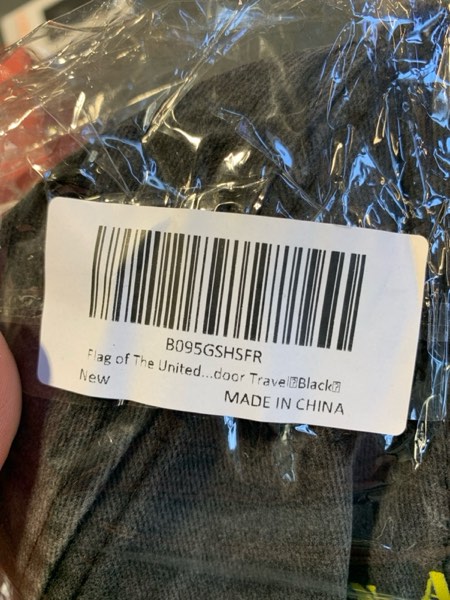 B095GSHSFR
Flag of The United...door Travel�Black�
New
MADE IN CHINA
A